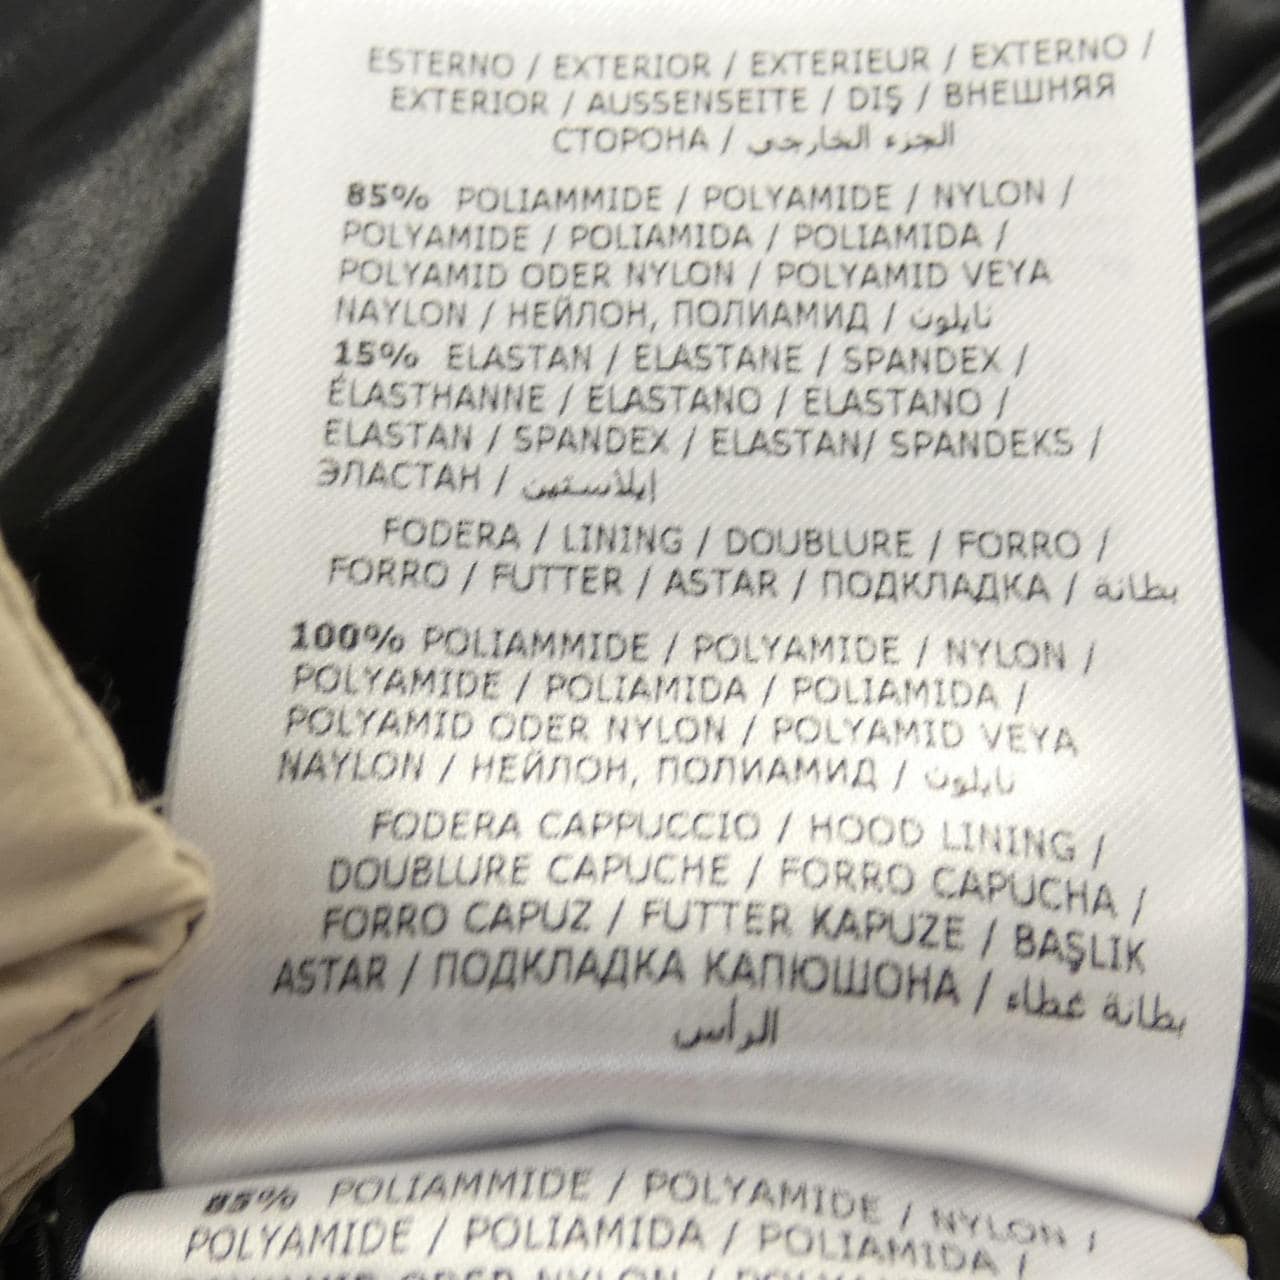 ESTERNO / EXTERIOR / EXTERIEUR / EXTERNO /
EXTERIOR / AUSSENSEITE / DIŞ / ВНЕШНЯЯ
СТОРОНА / الجزء الخارجي
85% POLIAMMIDE / POLYAMIDE / NYLON /
POLYAMIDE / POLIAMIDA / POLIAMIDA /
POLYAMID ODER NYLON / POLYAMID VEYA
NAYLON / НЕЙЛОН, ПОЛИАМИД / نايلون
15% ELASTAN / ELASTANE / SPANDEX /
ÉLASTHANNE / ELASTANO / ELASTANO /
ELASTAN / SPANDEX / ELASTAN/ SPANDEKS /
ЭЛАСТАН / إيلاستين
FODERA / LINING / DOUBLURE / FORRO /
FORRO / FUTTER / ASTAR / ПОДКЛАДКА / بطانة
100% POLIAMMIDE / POLYAMIDE / NYLON /
POLYAMIDE / POLIAMIDA / POLIAMIDA /
POLYAMID ODER NYLON / POLYAMID VEYA
NAYLON / НЕЙЛОН, ПОЛИАМИД / نايلون
FODERA CAPPUCCIO / HOOD LINING /
DOUBLURE CAPUCHE / FORRO CAPUCHA /
FORRO CAPUZ / FUTTER KAPUZE / BAŞLIK
ASTAR / ПОДКЛАДКА КАПЮШОНА / بطانة غطاء
الرأس
85% POLIAMMIDE / POLYAMIDE / NYLON /
POLYAMIDE / POLIAMIDA / POLIAMIDA /